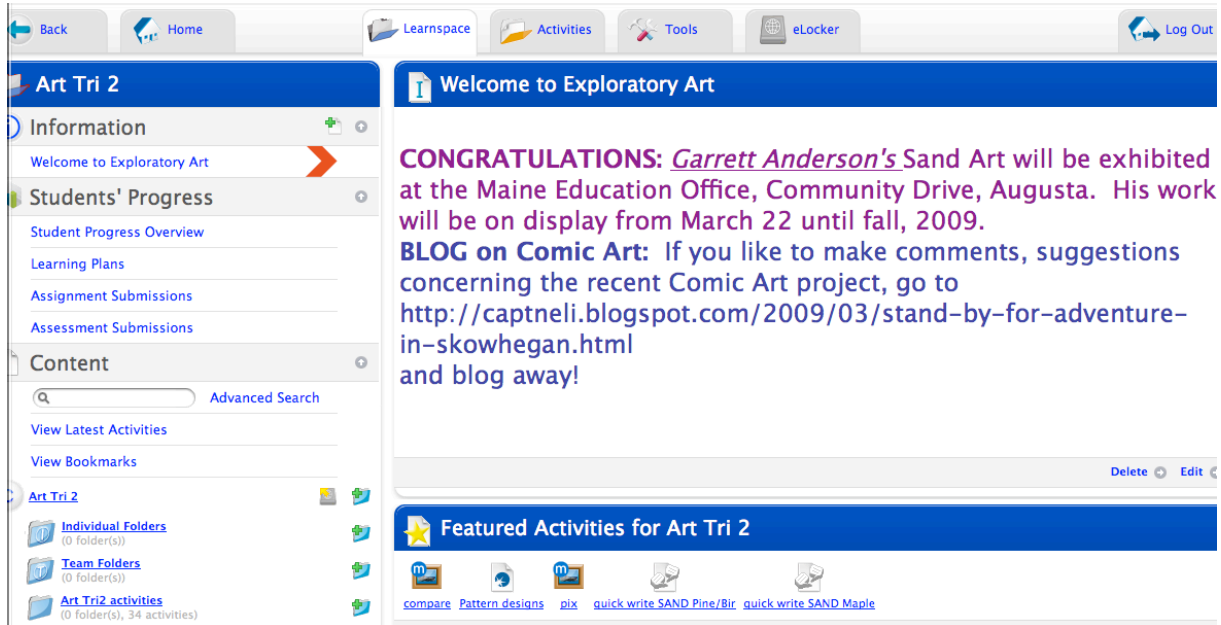 Back
Home
Learnspace
Activities
Tools
eLocker
Log Out
Art Tri 2
Information
Welcome to Exploratory Art
Students' Progress
Student Progress Overview
Learning Plans
Assignment Submissions
Assessment Submissions
Content
Advanced Search
View Latest Activities
View Bookmarks
Art Tri 2
Individual Folders
(0 folder(s))
Team Folders
(0 folder(s))
Art Tri2 activities
(0 folder(s), 34 activities)
Welcome to Exploratory Art
CONGRATULATIONS: Garrett Anderson's Sand Art will be exhibited
at the Maine Education Office, Community Drive, Augusta. His work
will be on display from March 22 until fall, 2009.
BLOG on Comic Art: If you like to make comments, suggestions
concerning the recent Comic Art project, go to
http://captneli.blogspot.com/2009/03/stand-by-for-adventure-
in-skowhegan.html
and blog away!
Delete
Edit
Featured Activities for Art Tri 2
compare
Pattern designs
pix
quick write SAND Pine/Bir
quick write SAND Maple